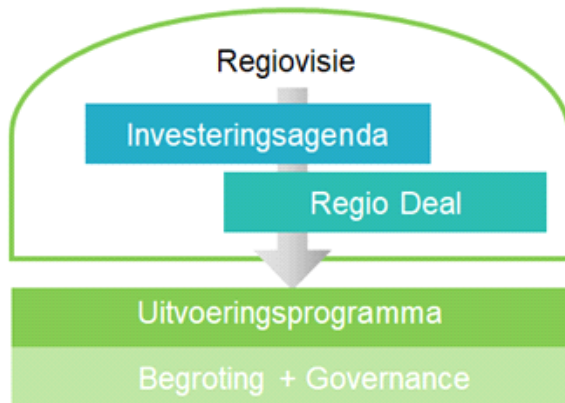 Regiovisie
Investeringsagenda
Regio Deal
Uitvoeringsprogramma
Begroting + Governance